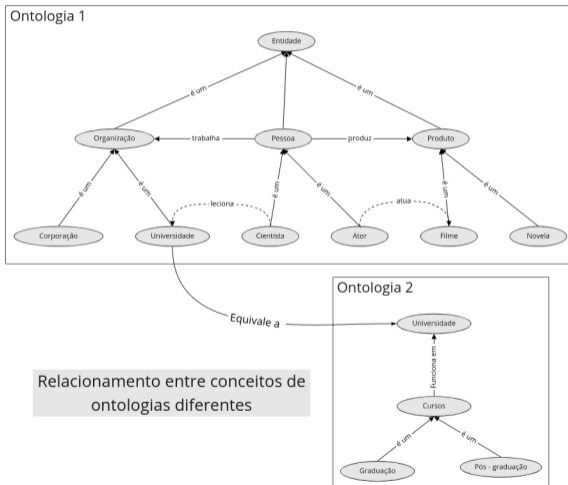 Ontologia 1
Entidade
é um
é um
Organização
trabalha
Pessoa
produz
Produto
é um
é um
é um
é um
é um
é um
leciona
atua
Corporação
Universidade
Cientista
Ator
Filme
Novela
Ontologia 2
Equivale a
Universidade
Funciona em
Relacionamento entre conceitos de
ontologias diferentes
Cursos
é um
é um
Graduação
Pós - graduação